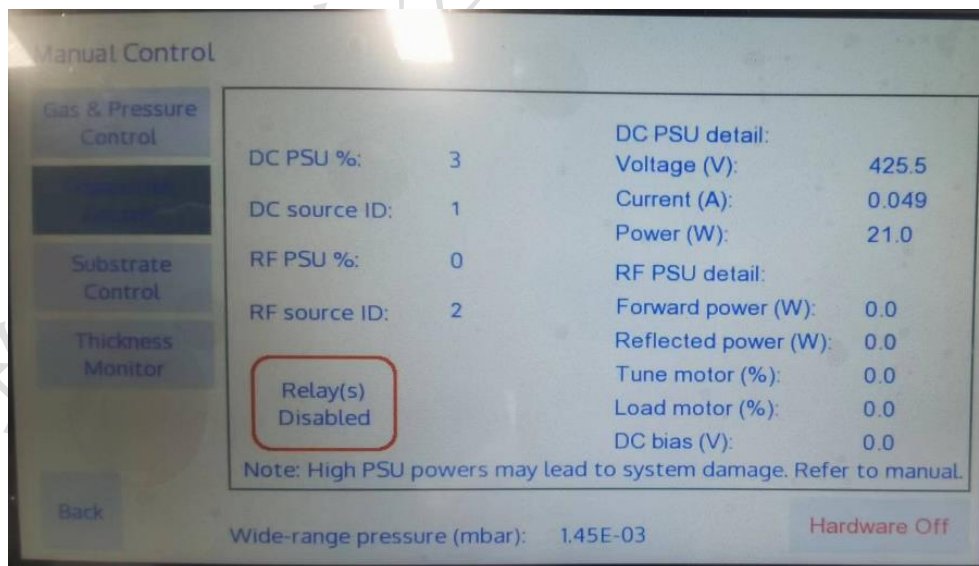 Manual Control
Gas & Pressure
Control
Substrate
Control
Thickness
Monitor
Back
DC PSU %: 3
DC source ID: 1
RF PSU %: 0
RF source ID: 2
Relay(s)
Disabled
DC PSU detail:
Voltage (V): 425.5
Current (A): 0.049
Power (W): 21.0
RF PSU detail:
Forward power (W): 0.0
Reflected power (W): 0.0
Tune motor (%): 0.0
Load motor (%): 0.0
DC bias (V): 0.0
Note: High PSU powers may lead to system damage. Refer to manual.
Wide-range pressure (mbar): 1.45E-03
Hardware Off